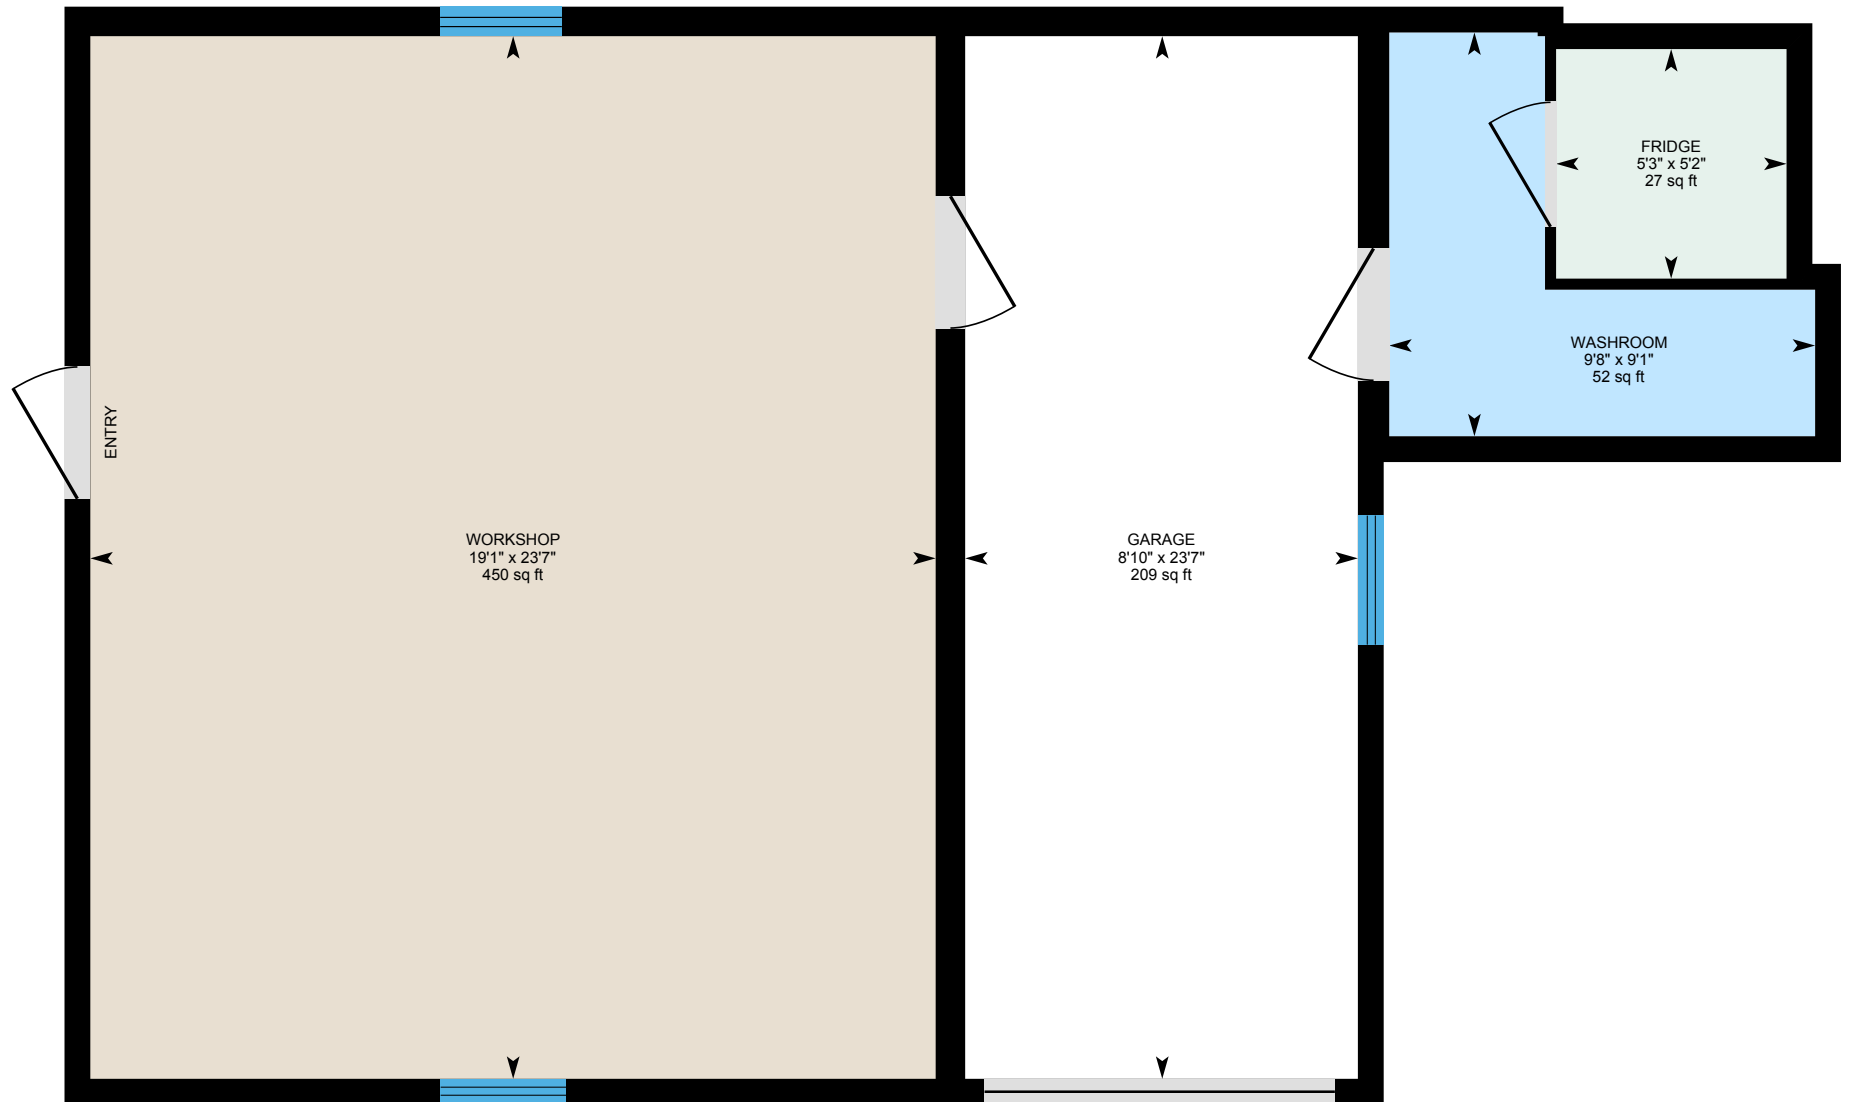 FRIDGE
5'3" x 5'2"
27 sq ft
WASHROOM
9'8" x 9'1"
52 sq ft
ENTRY
WORKSHOP
19'1" x 23'7"
450 sq ft
GARAGE
8'10" x 23'7"
209 sq ft